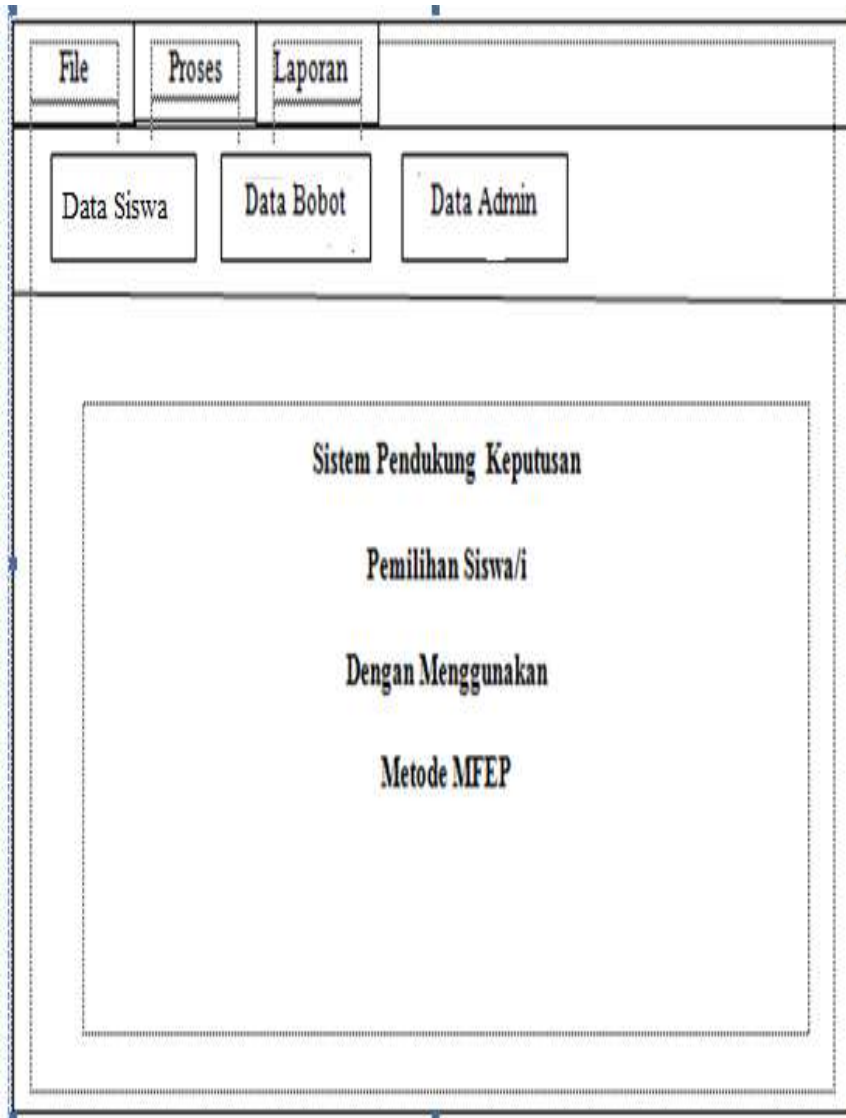 File Proses Laporan
Data Siswa Data Bobot Data Admin
Sistem Pendukung Keputusan
Pemilihan Siswa/i
Dengan Menggunakan
Metode MFEP